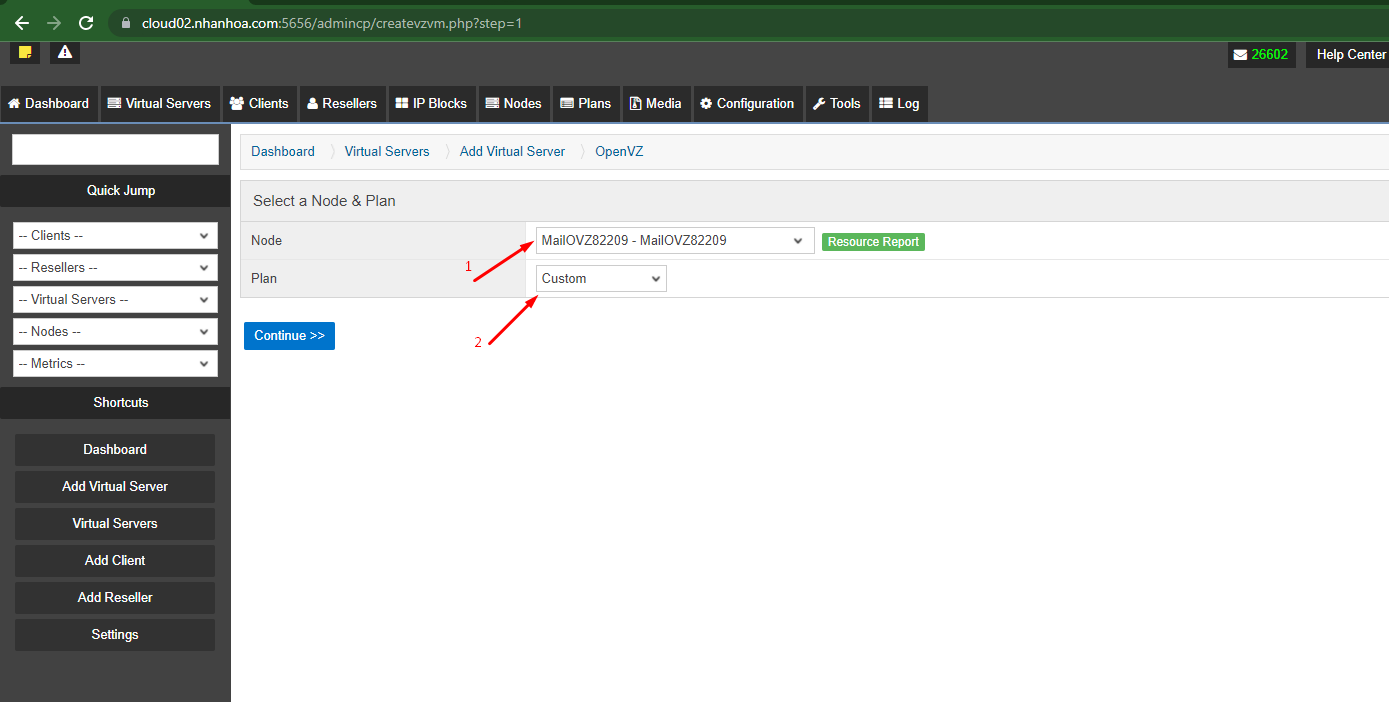 cloud02.nhanhoa.com:5656/admincp/createvzvm.php?step=1
26602 Help Center
Dashboard Virtual Servers Clients Resellers IP Blocks Nodes Plans Media Configuration Tools Log
Dashboard Virtual Servers Add Virtual Server OpenVZ
Quick Jump
-- Clients --
-- Resellers --
-- Virtual Servers --
-- Nodes --
-- Metrics --
Shortcuts
Dashboard
Add Virtual Server
Virtual Servers
Add Client
Add Reseller
Settings
Select a Node & Plan
Node MailOVZ82209 - MailOVZ82209 Resource Report
1
Plan Custom
2
Continue >>